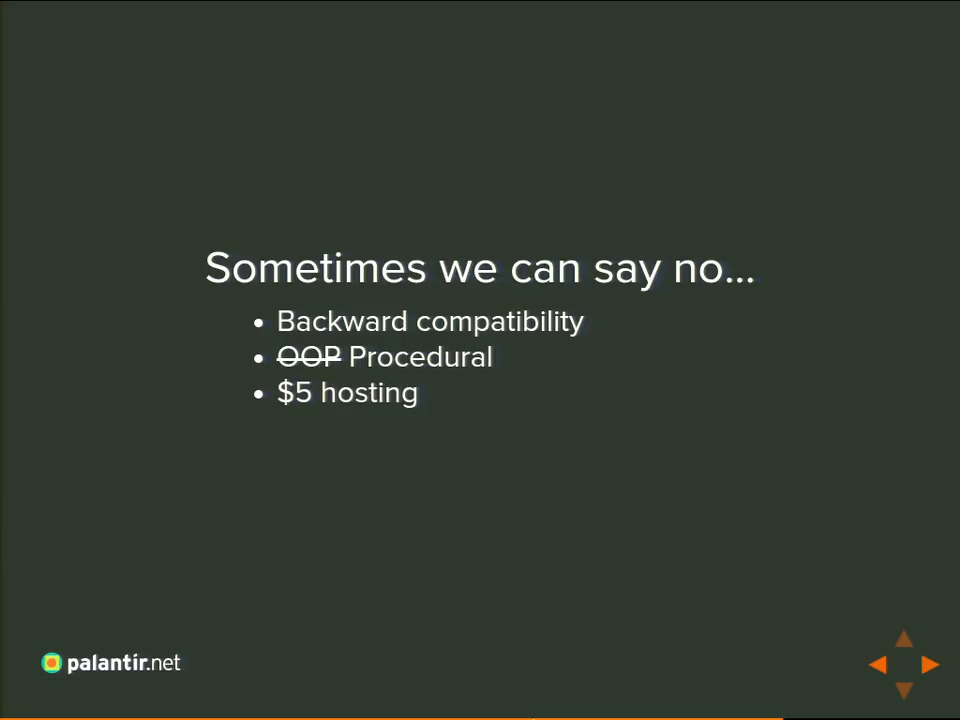 Sometimes we can say no...
• Backward compatibility
• OOP Procedural
• $5 hosting
palantir.net